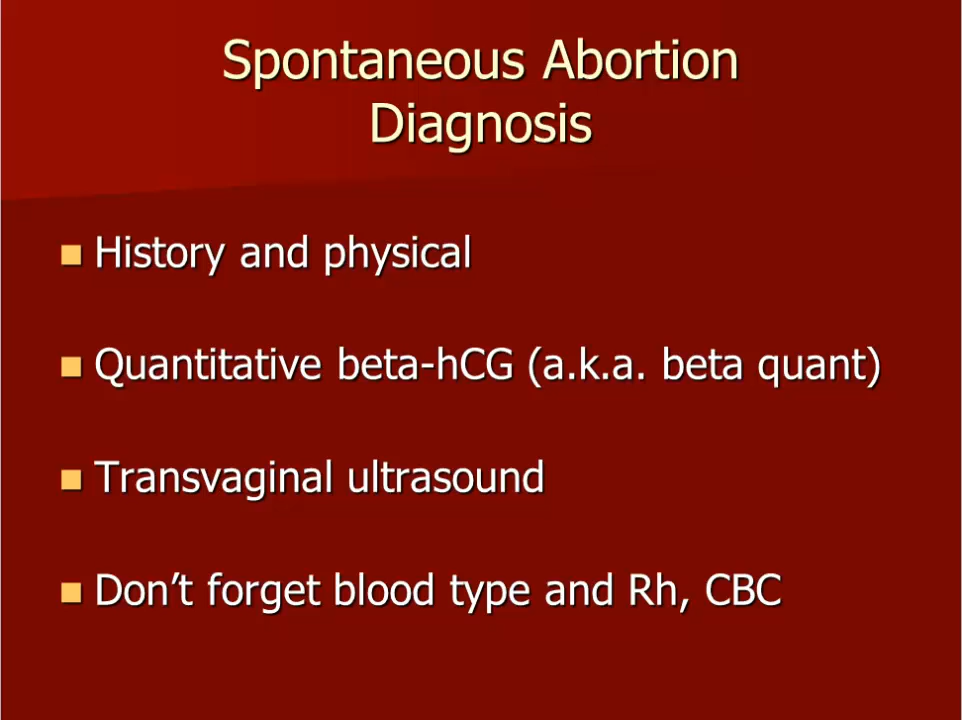 Spontaneous Abortion
Diagnosis
History and physical
Quantitative beta-hCG (a.k.a. beta quant)
Transvaginal ultrasound
Don’t forget blood type and Rh, CBC